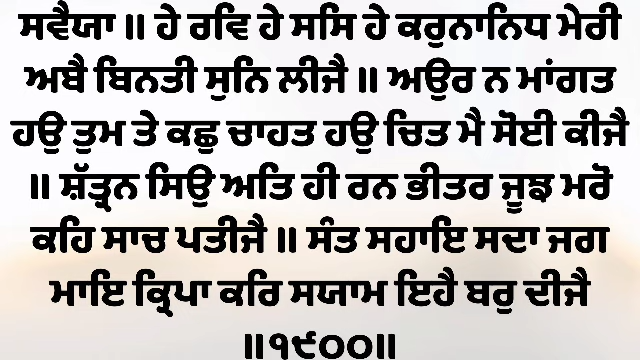 ਸਵੈਯਾ ॥ ਹੇ ਰਵਿ ਹੇ ਸਸਿ ਹੇ ਕਰੁਨਾਨਿਧ ਮੇਰੀ
ਅਬੈ ਬਿਨਤੀ ਸੁਨਿ ਲੀਜੈ ॥ ਅਉਰ ਨ ਮਾਂਗਤ
ਹਉ ਤੁਮ ਤੇ ਕਛੁ ਚਾਹਤ ਹਉ ਚਿਤ ਮੈ ਸੋਈ ਕੀਜੈ
॥ ਸ਼ੱਤ੍ਰਨ ਸਿਉ ਅਤਿ ਹੀ ਰਨ ਭੀਤਰ ਜੂਝ ਮਰੋ
ਕਹਿ ਸਾਚ ਪਤੀਜੈ ॥ ਸੰਤ ਸਹਾਇ ਸਦਾ ਜਗ
ਮਾਇ ਕ੍ਰਿਪਾ ਕਰਿ ਸਯਾਮ ਇਹੈ ਬਰੁ ਦੀਜੈ
॥੧੯੦੦॥